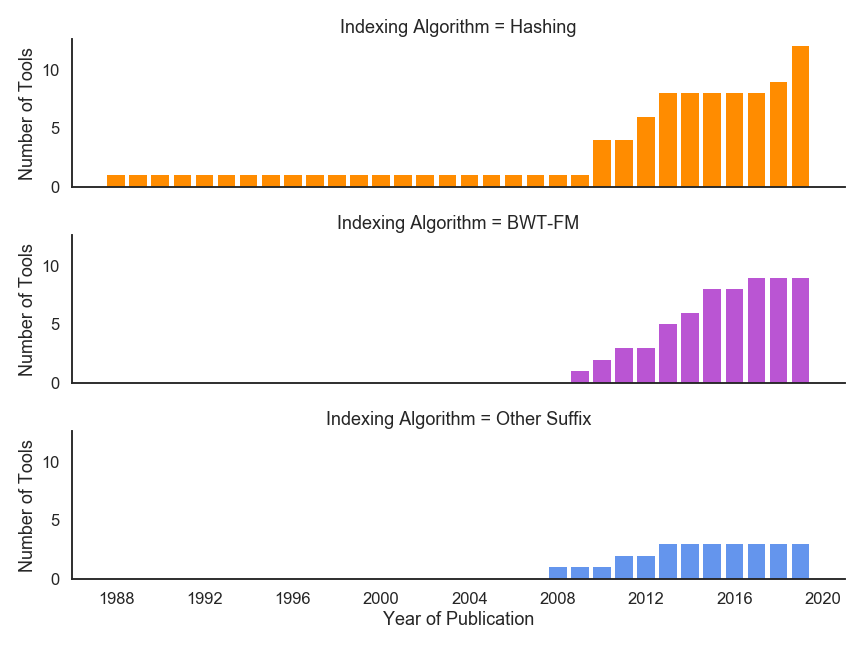 Indexing Algorithm = Hashing
Number of Tools
10
5
0
Indexing Algorithm = BWT-FM
Number of Tools
10
5
0
Indexing Algorithm = Other Suffix
Number of Tools
10
5
0
1988 1992 1996 2000 2004 2008 2012 2016 2020
Year of Publication